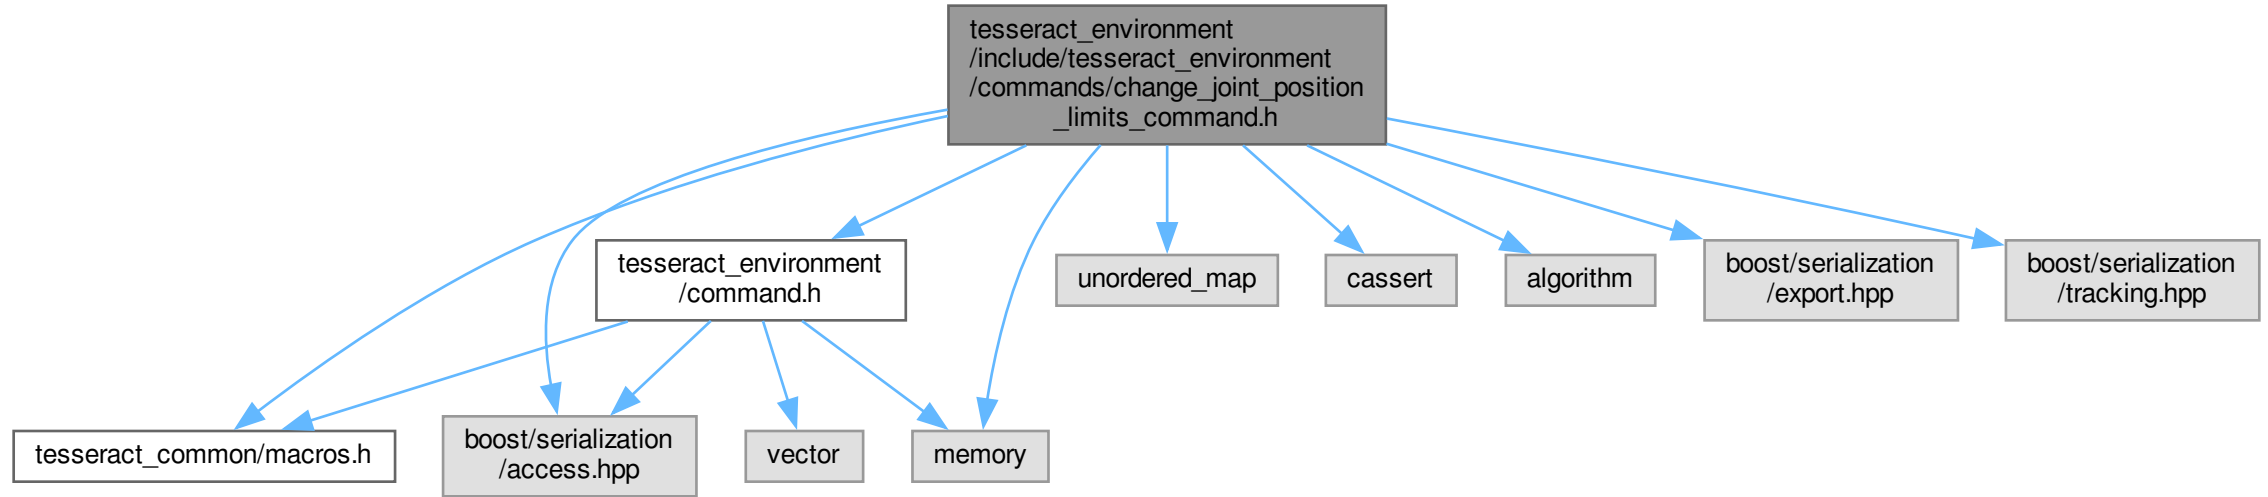 tesseract_environment
/include/tesseract_environment
/commands/change_joint_position
_limits_command.h
tesseract_environment
/command.h
unordered_map
cassert
algorithm
boost/serialization
/export.hpp
boost/serialization
/tracking.hpp
tesseract_common/macros.h
boost/serialization
/access.hpp
vector
memory